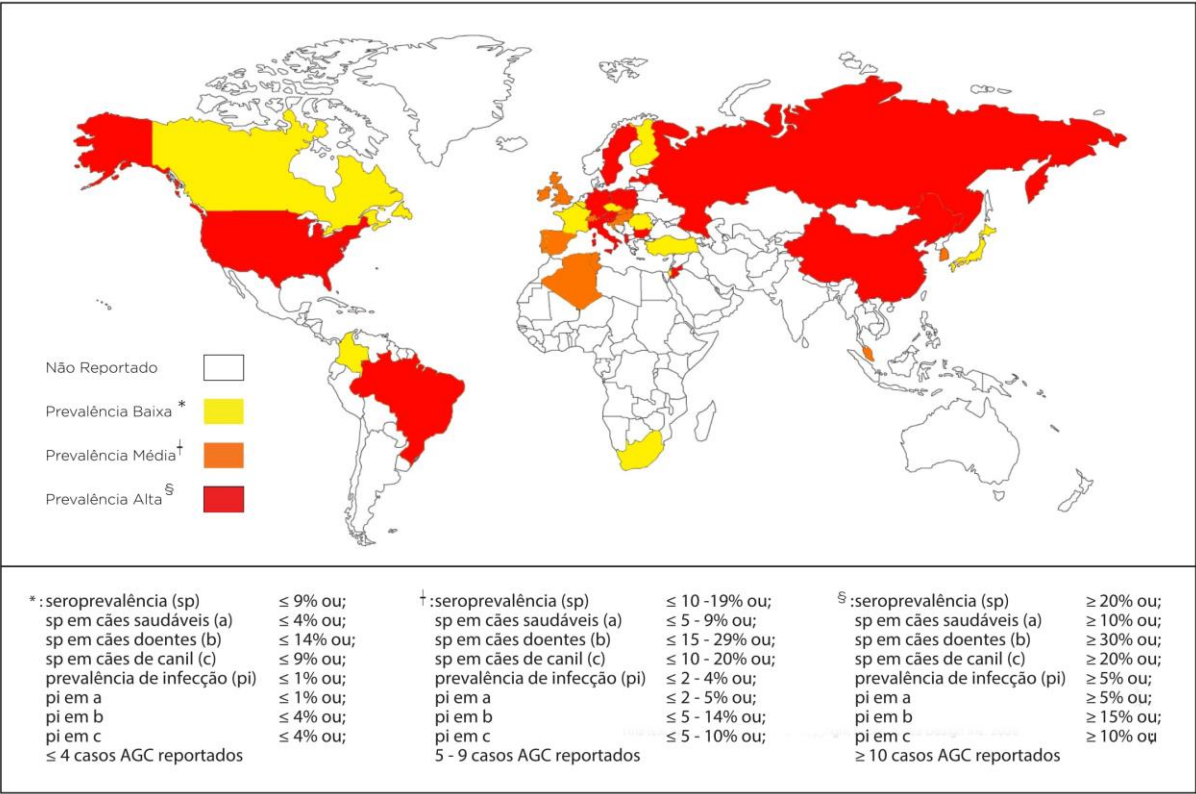 Não Reportado
Prevalência Baixa *
Prevalência Média †
Prevalência Alta §
* :seroprevalência (sp) ≤ 9% ou;
sp em cães saudáveis (a) ≤ 4% ou;
sp em cães doentes (b) ≤ 14% ou;
sp em cães de canil (c) ≤ 9% ou;
prevalência de infecção (pi) ≤ 1% ou;
pi em a ≤ 1% ou;
pi em b ≤ 4% ou;
pi em c ≤ 4% ou;
≤ 4 casos AGC reportados
† :seroprevalência (sp) ≤ 10 -19% ou;
sp em cães saudáveis (a) ≤ 5 - 9% ou;
sp em cães doentes (b) ≤ 15 - 29% ou;
sp em cães de canil (c) ≤ 10 - 20% ou;
prevalência de infecção (pi) ≤ 2 - 4% ou;
pi em a ≤ 2 - 5% ou;
pi em b ≤ 5 - 14% ou;
pi em c ≤ 5 - 10% ou;
5 - 9 casos AGC reportados
§ :seroprevalência (sp) ≥ 20% ou;
sp em cães saudáveis (a) ≥ 10% ou;
sp em cães doentes (b) ≥ 30% ou;
sp em cães de canil (c) ≥ 20% ou;
prevalência de infecção (pi) ≥ 5% ou;
pi em a ≥ 5% ou;
pi em b ≥ 15% ou;
pi em c ≥ 10% ou;
≥ 10 casos AGC reportados